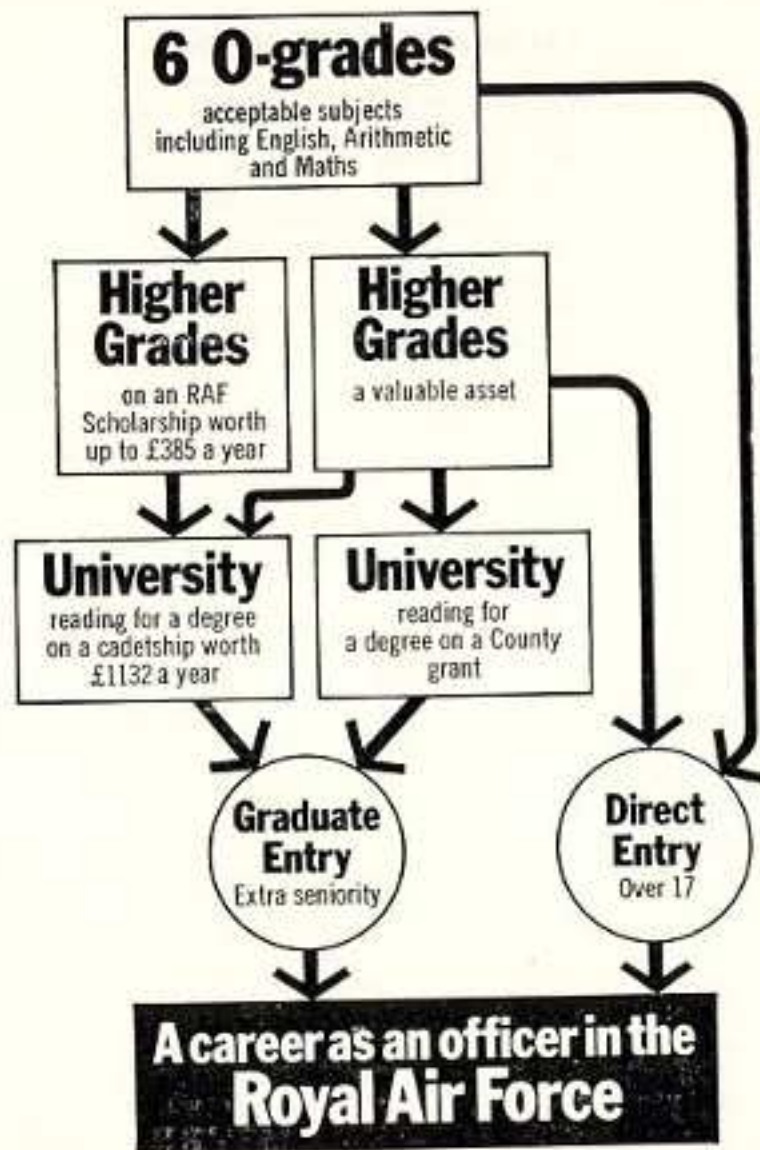 6 O-grades
acceptable subjects
including English, Arithmetic
and Maths
Higher
Grades
on an RAF
Scholarship worth
up to £385 a year
Higher
Grades
a valuable asset
University
reading for a degree
on a cadetship worth
£1132 a year
University
reading for
a degree on a County
grant
Graduate
Entry
Extra seniority
Direct
Entry
Over 17
A career as an officer in the
Royal Air Force